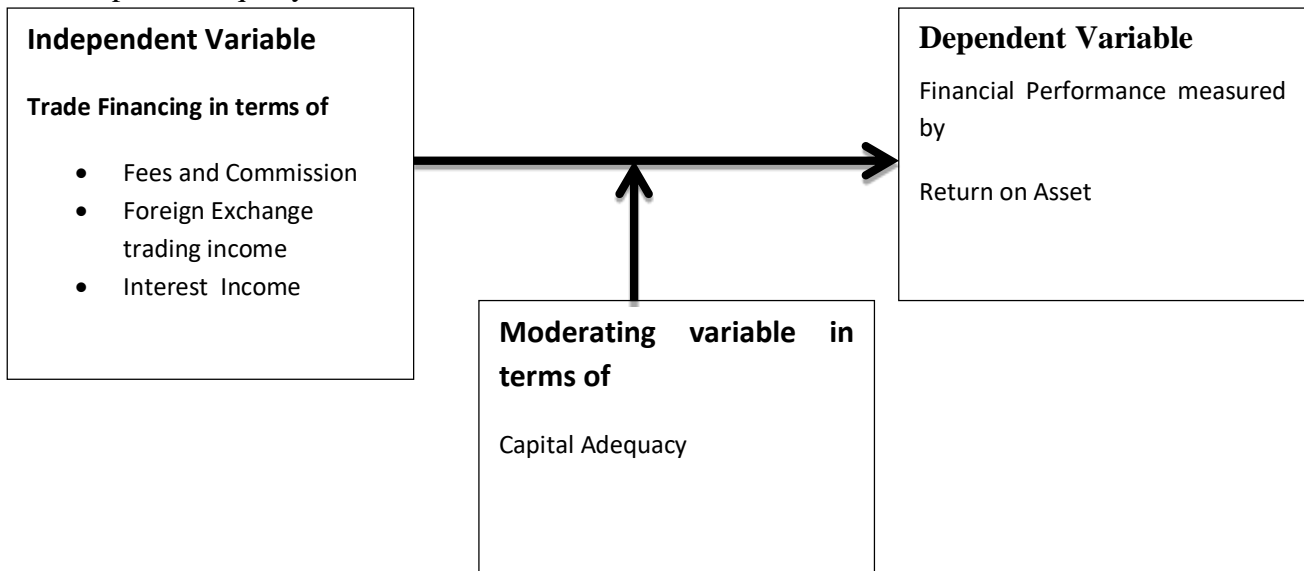 Independent Variable
Trade Financing in terms of
• Fees and Commission
• Foreign Exchange
trading income
• Interest Income
Dependent Variable
Financial Performance measured
by
Return on Asset
Moderating variable in
terms of
Capital Adequacy